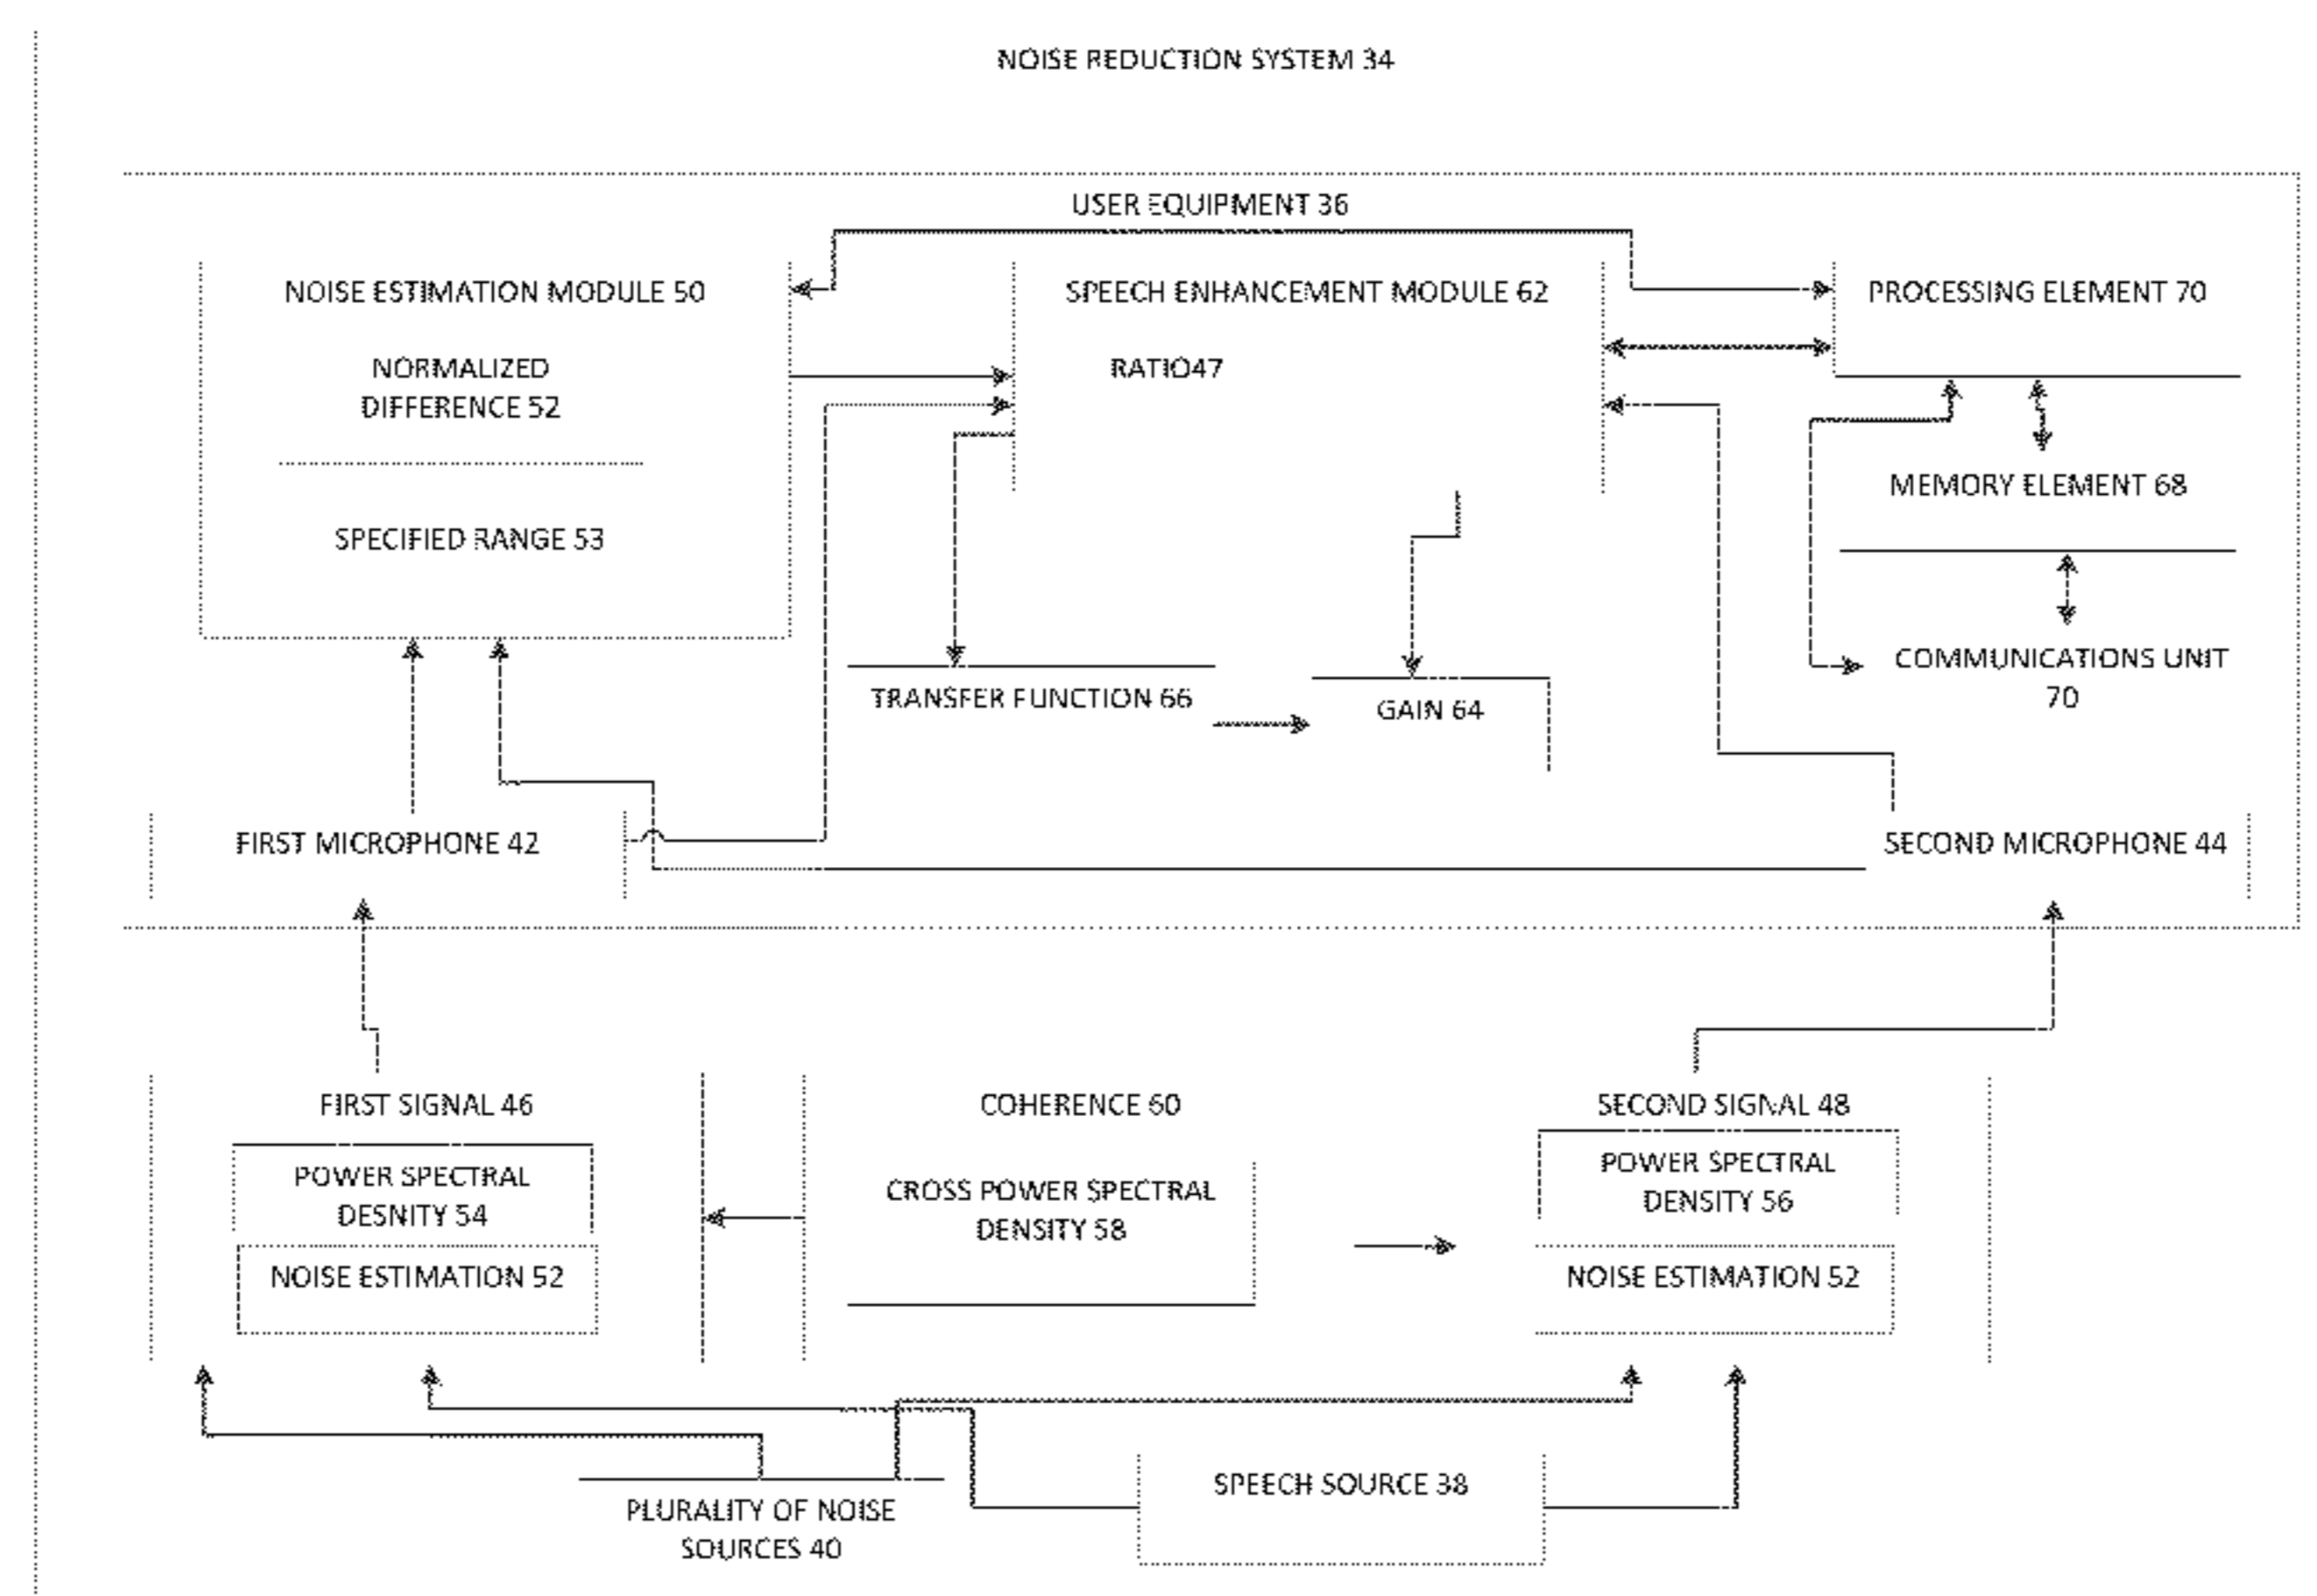 NOISE REDUCTION SYSTEM 34
USER EQUIPMENT 36
NOISE ESTIMATION MODULE 50
NORMALIZED
DIFFERENCE 52
SPECIFIED RANGE 53
SPEECH ENHANCEMENT MODULE 62
RATIO47
PROCESSING ELEMENT 70
MEMORY ELEMENT 68
COMMUNICATIONS UNIT
70
TRANSFER FUNCTION 66
GAIN 64
FIRST MICROPHONE 42
SECOND MICROPHONE 44
FIRST SIGNAL 46
POWER SPECTRAL
DESNITY 54
NOISE ESTIMATION 52
COHERENCE 60
CROSS POWER SPECTRAL
DENSITY 58
SECOND SIGNAL 48
POWER SPECTRAL
DENSITY 56
NOISE ESTIMATION 52
PLURALITY OF NOISE
SOURCES 40
SPEECH SOURCE 38